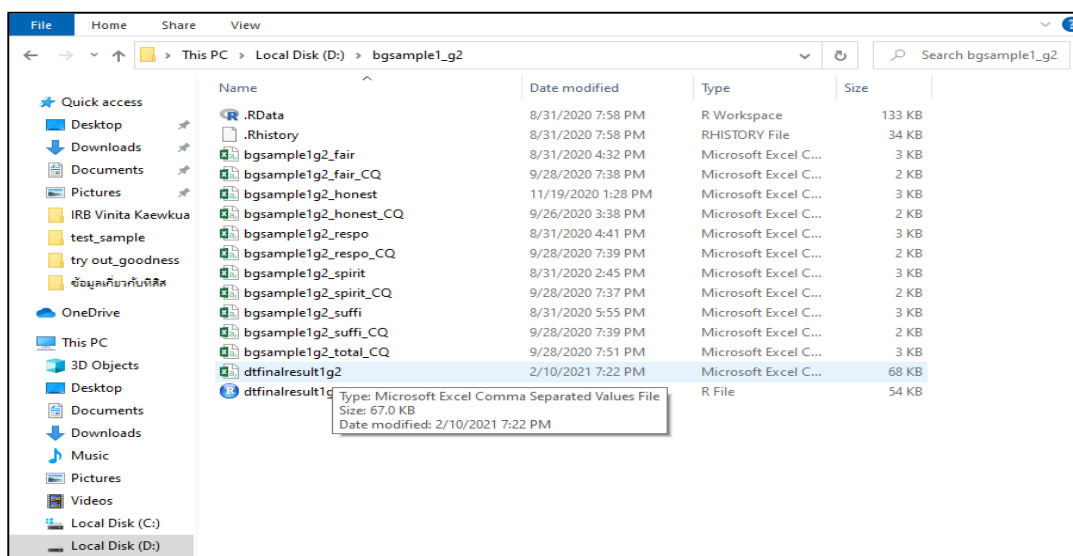 File Home Share View
This PC > Local Disk (D:) > bgsample1_g2
Search bgsample1_g2
Quick access
Desktop
Downloads
Documents
Pictures
IRB Vinita Kaewkua
test_sample
try out_goodness
ข้อมูลเกี่ยวกับทีสิส
OneDrive
This PC
3D Objects
Desktop
Documents
Downloads
Music
Pictures
Videos
Local Disk (C:)
Local Disk (D:)
Name Date modified Type Size
.RData 8/31/2020 7:58 PM R Workspace 133 KB
.Rhistory 8/31/2020 7:58 PM RHISTORY File 34 KB
bgsample1g2_fair 8/31/2020 4:32 PM Microsoft Excel C... 3 KB
bgsample1g2_fair_CQ 9/28/2020 7:38 PM Microsoft Excel C... 2 KB
bgsample1g2_honest 11/19/2020 1:28 PM Microsoft Excel C... 3 KB
bgsample1g2_honest_CQ 9/26/2020 3:38 PM Microsoft Excel C... 2 KB
bgsample1g2_respo 8/31/2020 4:41 PM Microsoft Excel C... 3 KB
bgsample1g2_respo_CQ 9/28/2020 7:39 PM Microsoft Excel C... 2 KB
bgsample1g2_spirit 8/31/2020 2:45 PM Microsoft Excel C... 3 KB
bgsample1g2_spirit_CQ 9/28/2020 7:37 PM Microsoft Excel C... 2 KB
bgsample1g2_suffi 8/31/2020 5:55 PM Microsoft Excel C... 3 KB
bgsample1g2_suffi_CQ 9/28/2020 7:39 PM Microsoft Excel C... 2 KB
bgsample1g2_total_CQ 9/28/2020 7:51 PM Microsoft Excel C... 3 KB
dtfinalresult1g2 2/10/2021 7:22 PM Microsoft Excel C... 68 KB
dtfinalresult1g R File 54 KB
Type: Microsoft Excel Comma Separated Values File
Size: 67.0 KB
Date modified: 2/10/2021 7:22 PM